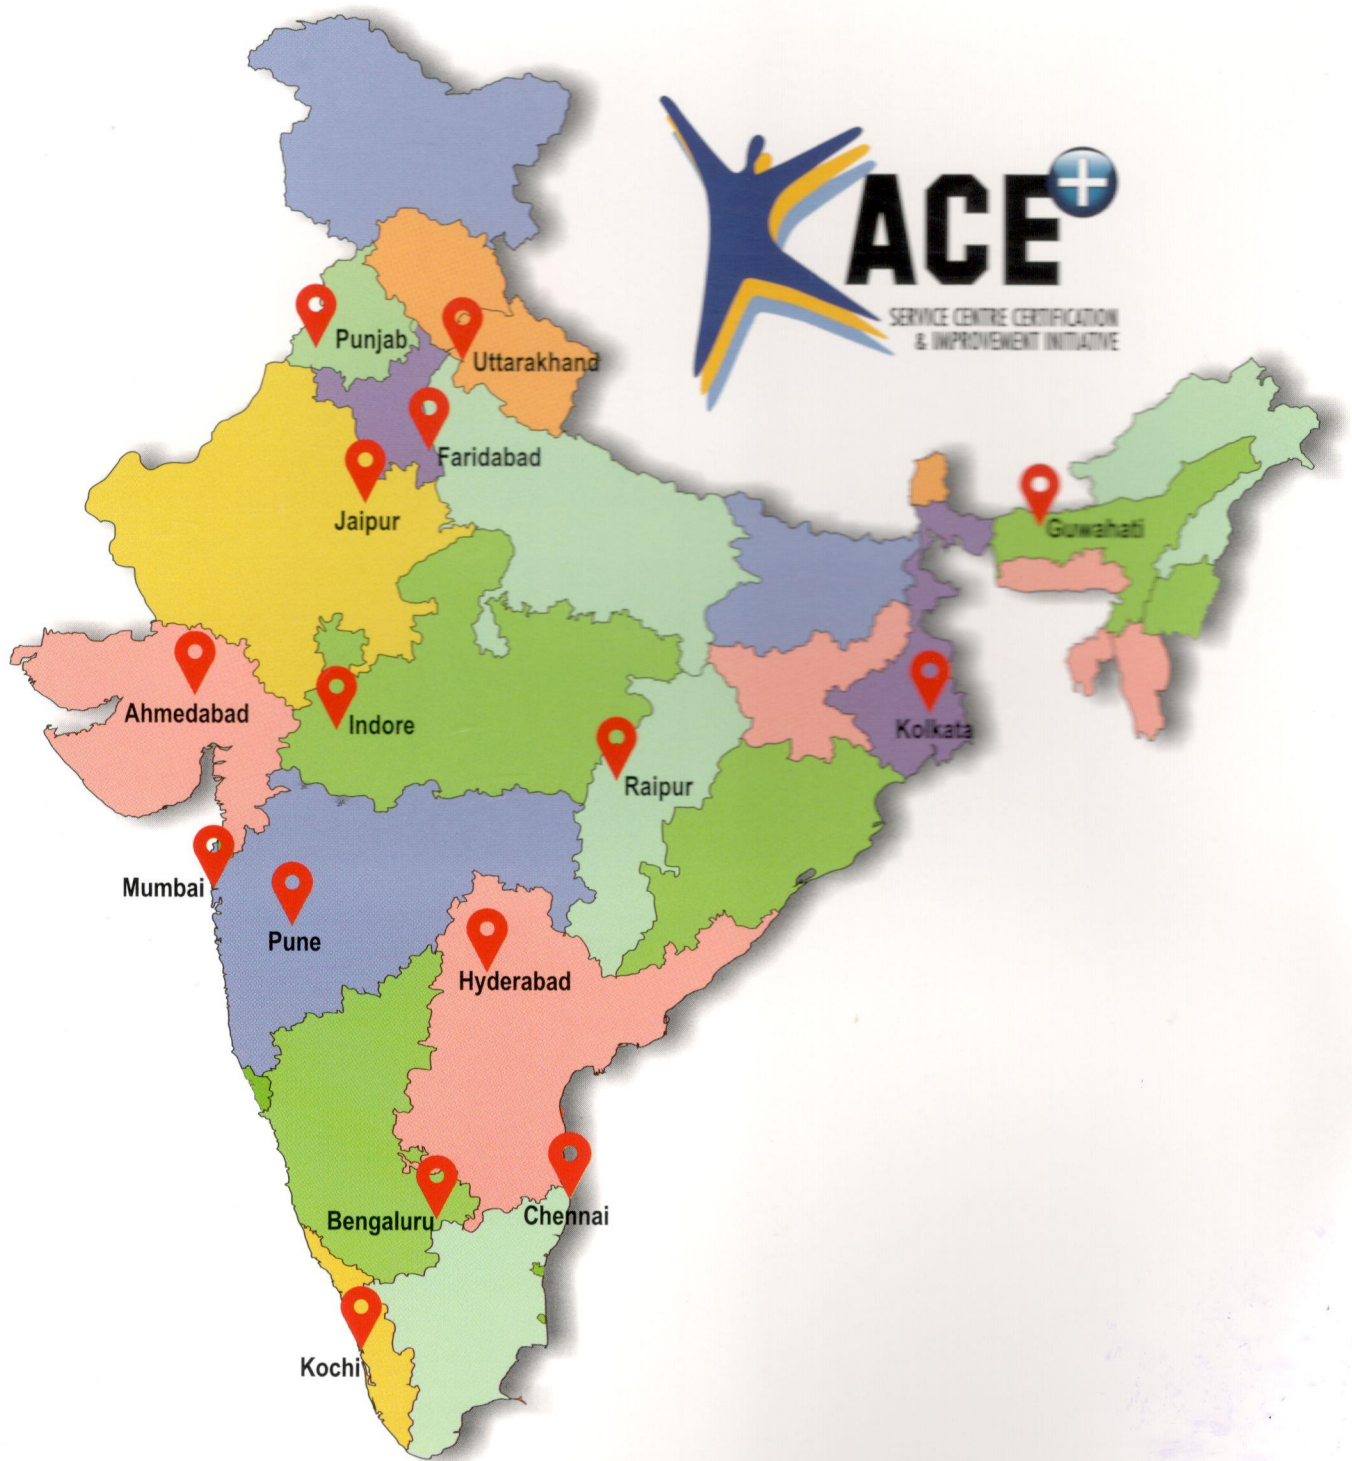 ACE+
SERVICE CENTRE CERTIFICATION
& IMPROVEMENT INITIATIVE
Punjab
Uttarakhand
Faridabad
Jaipur
Guwahati
Ahmedabad
Indore
Kolkata
Raipur
Mumbai
Pune
Hyderabad
Bengaluru
Chennai
Kochi